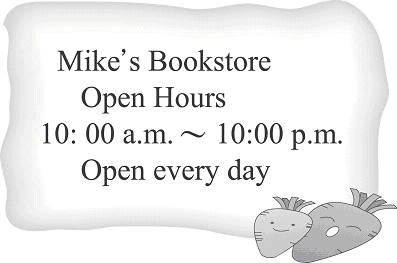 Mike's Bookstore
Open Hours
10: 00 a.m. ～ 10:00 p.m.
Open every day